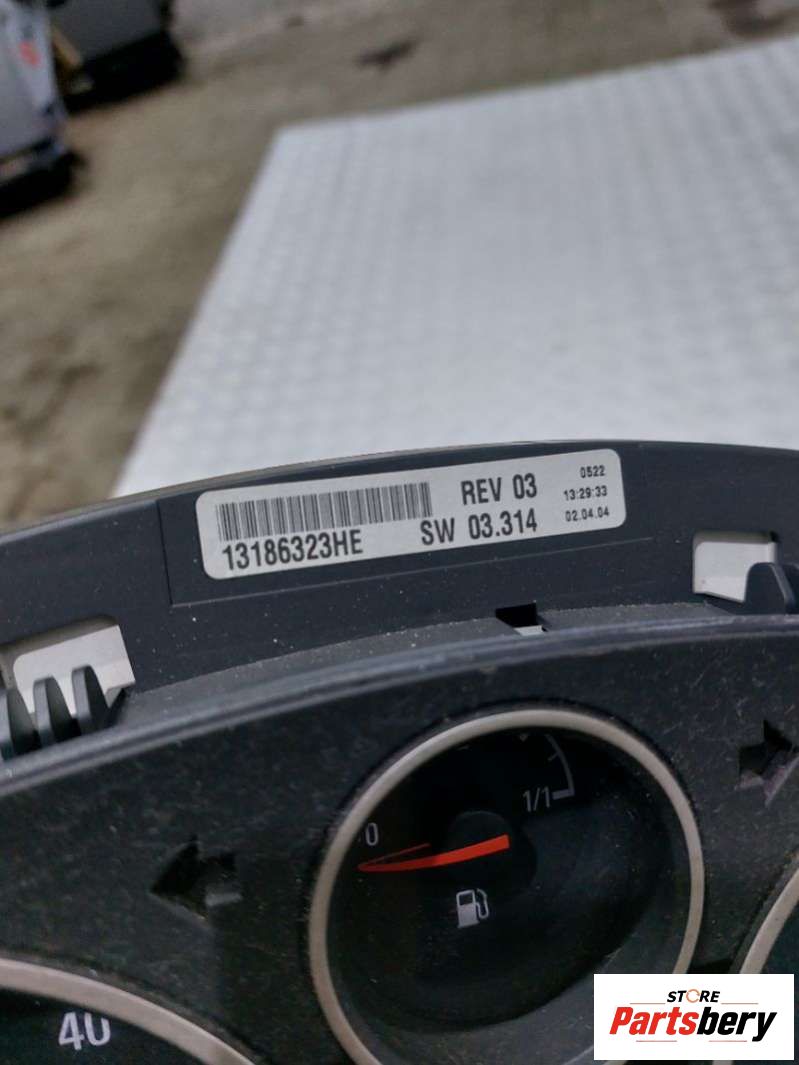 REV 03
0522
13:29:33
13186323HE
SW 03.314
02.04.04
0
1/1
40
STORE
Partsbery